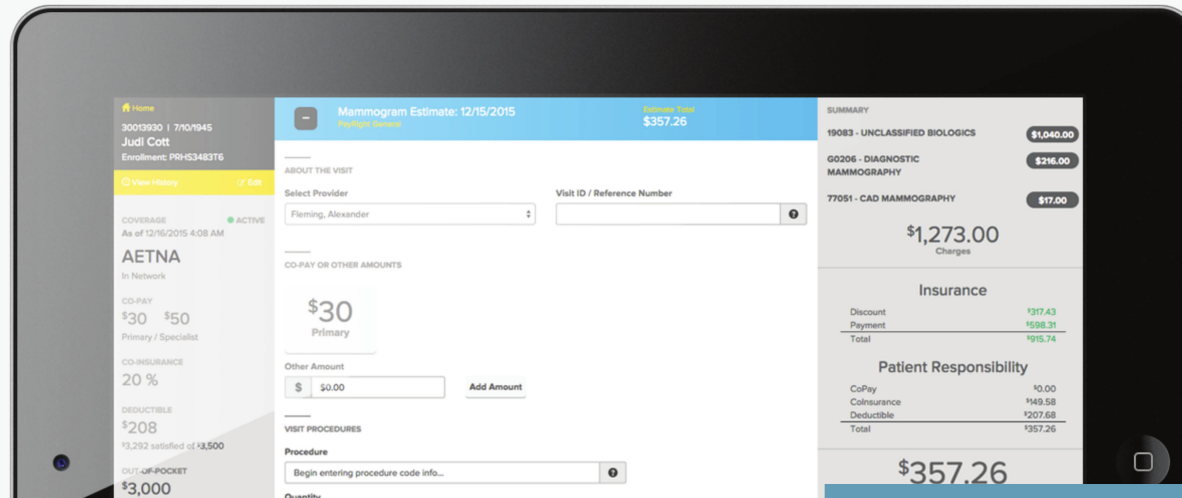 Home
30013930 | 7/10/1945
Judi Cott
Enrollment: PRHS3483T6
View History Edit
COVERAGE ACTIVE
As of 12/16/2015 4:08 AM
AETNA
In Network
CO-PAY
$30 $50
Primary / Specialist
CO-INSURANCE
20 %
DEDUCTIBLE
$208
$3,292 satisfied of $3,500
OUT-OF-POCKET
$3,000
Mammogram Estimate: 12/15/2015
PayRight General
Estimate Total
$357.26
ABOUT THE VISIT
Select Provider
Fleming, Alexander
Visit ID / Reference Number
CO-PAY OR OTHER AMOUNTS
$30
Primary
Other Amount
$ $0.00
Add Amount
VISIT PROCEDURES
Procedure
Begin entering procedure code info...
Quantity
SUMMARY
19083 - UNCLASSIFIED BIOLOGICS $1,040.00
G0206 - DIAGNOSTIC
MAMMOGRAPHY $216.00
77051 - CAD MAMMOGRAPHY $17.00
$1,273.00
Charges
Insurance
Discount $317.43
Payment $598.31
Total $915.74
Patient Responsibility
CoPay $0.00
CoInsurance $149.58
Deductible $207.68
Total $357.26
$357.26